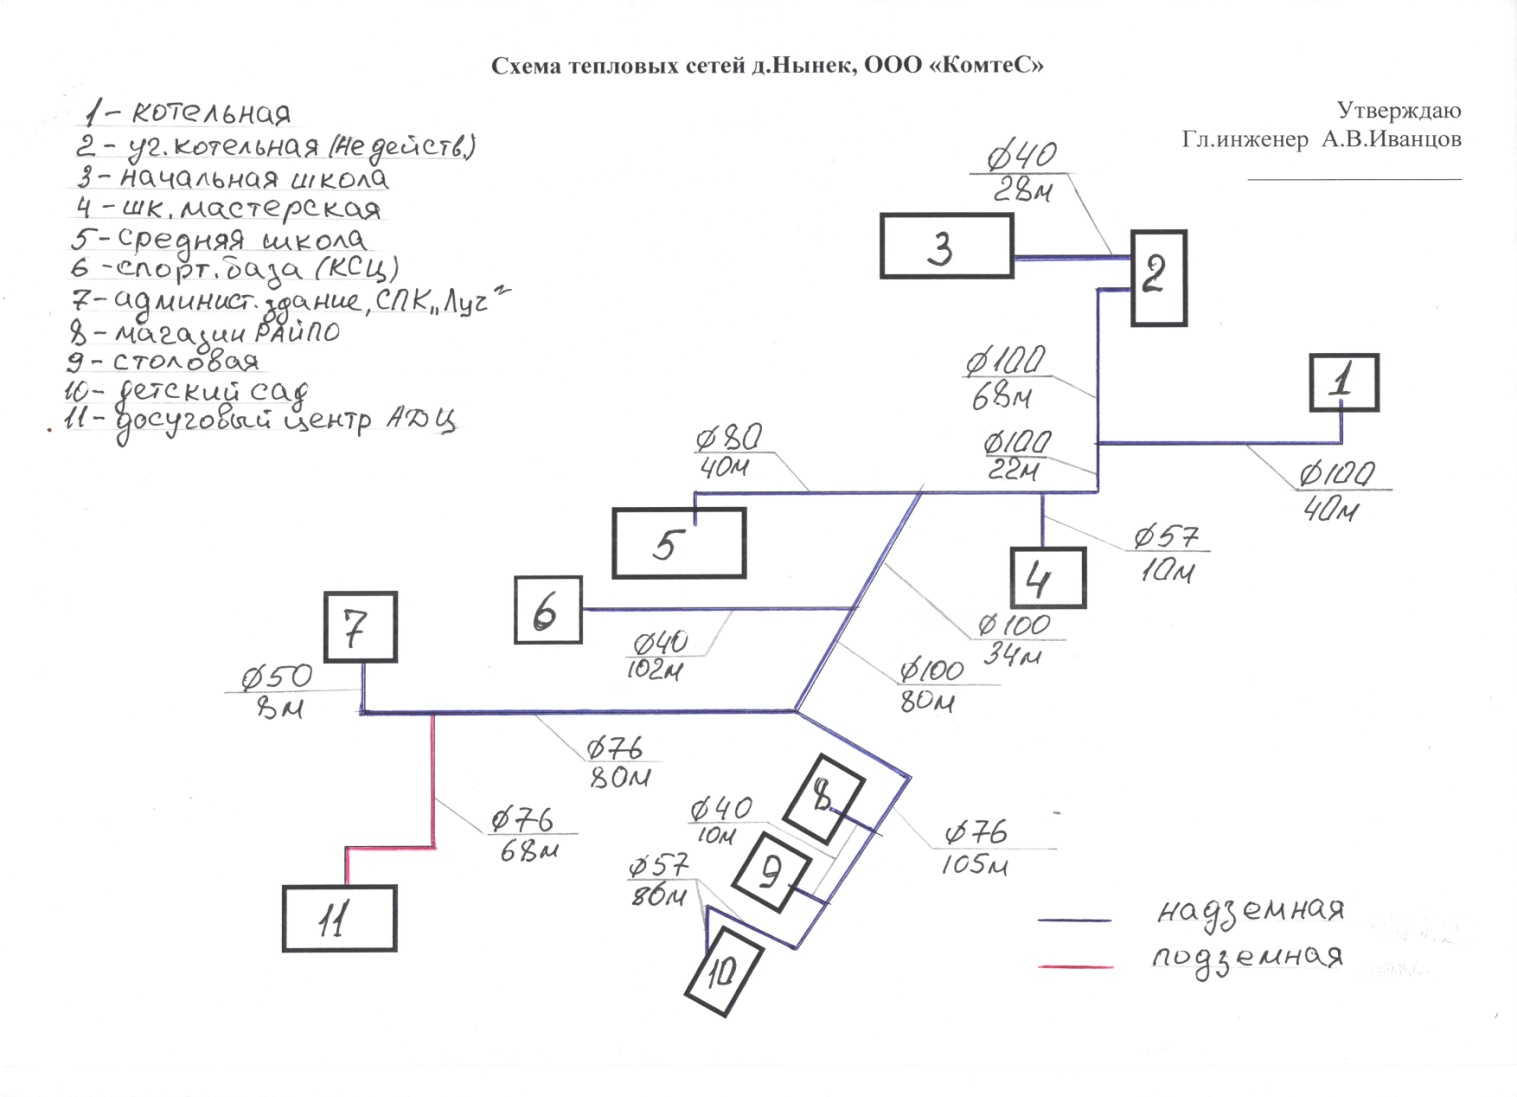 Схема тепловых сетей д.Нынек, ООО «КомтеС»
Утверждаю
Гл.инженер А.В.Иванцов
1 - котельная
2 - уг. котельная (Не действ.)
3 - начальная школа
4 - шк. мастерская
5 - средняя школа
6 - спорт. база (КСЦ)
7 - админист. здание, СПК „Луч"
8 - магазин РАЙПО
9 - столовая
10 - детский сад
11 - досуговый центр АДЦ
ø40
28м
3
2
ø100
68м
1
ø80
40м
ø100
22м
ø100
40м
5
ø57
10м
4
6
7
ø40
102м
ø100
34м
ø50
8м
ø100
80м
ø76
80м
8
ø40
10м
ø76
68м
ø76
105м
9
ø57
86м
11
10
надземная
подземная